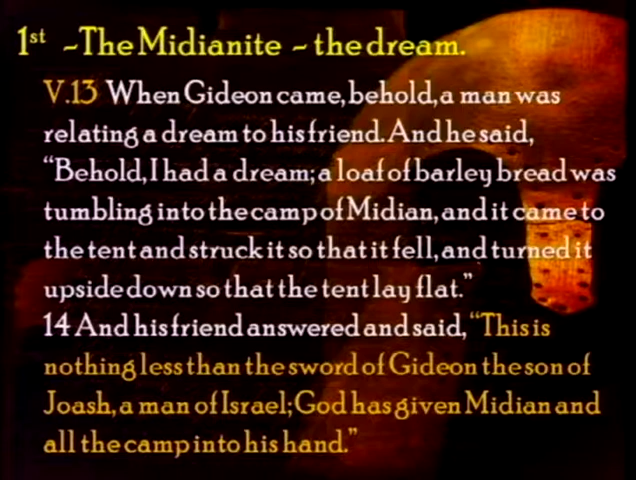 1st ~The Midianite ~ the dream.
V.13 When Gideon came, behold, a man was
relating a dream to his friend. And he said,
“Behold, I had a dream; a loaf of barley bread was
tumbling into the camp of Midian, and it came to
the tent and struck it so that it fell, and turned it
upside down so that the tent lay flat.”
14 And his friend answered and said, “This is
nothing less than the sword of Gideon the son of
Joash, a man of Israel; God has given Midian and
all the camp into his hand.”